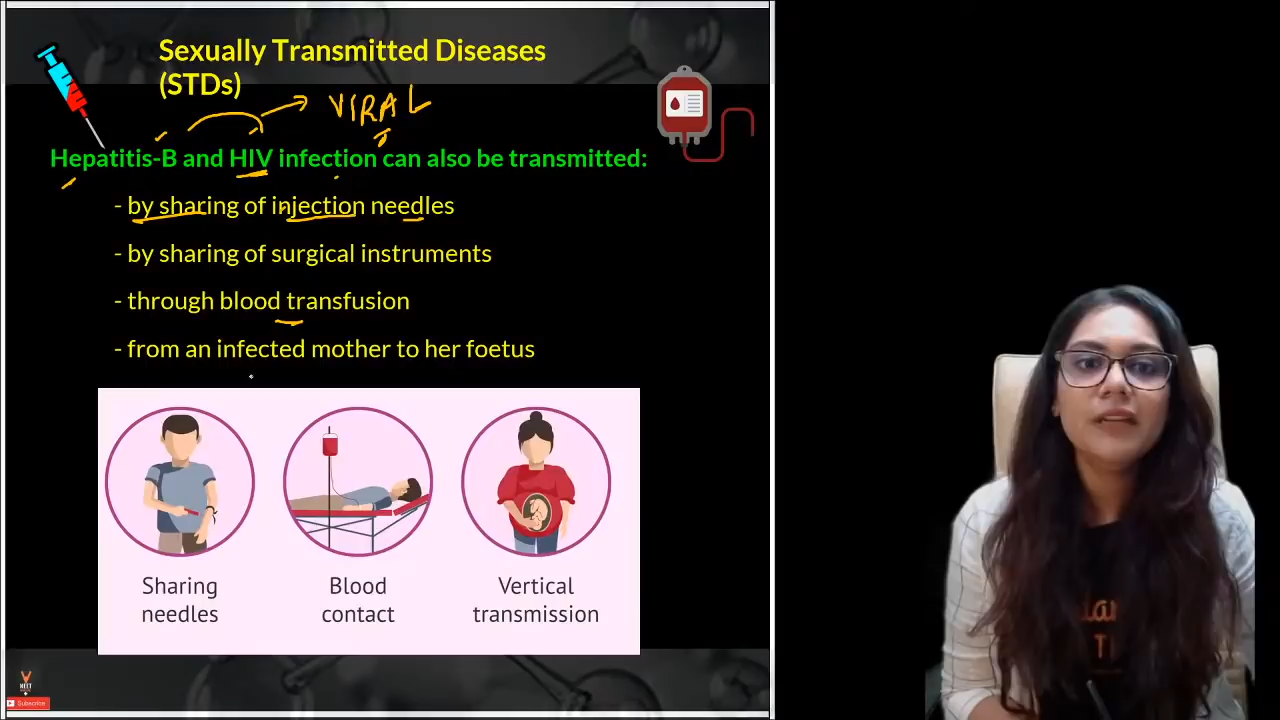 Sexually Transmitted Diseases
(STDs)
VIRAL
Hepatitis-B and HIV infection can also be transmitted:
- by sharing of injection needles
- by sharing of surgical instruments
- through blood transfusion
- from an infected mother to her foetus
Sharing
needles
Blood
contact
Vertical
transmission
NEET
Subscribe